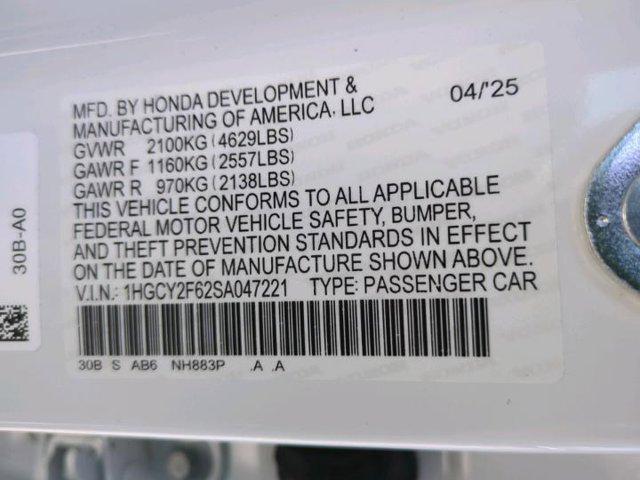 MFD. BY HONDA DEVELOPMENT &
MANUFACTURING OF AMERICA, LLC 04/'25
GVWR 2100KG (4629LBS)
GAWR F 1160KG (2557LBS)
GAWR R 970KG (2138LBS)
THIS VEHICLE CONFORMS TO ALL APPLICABLE
FEDERAL MOTOR VEHICLE SAFETY, BUMPER,
AND THEFT PREVENTION STANDARDS IN EFFECT
ON THE DATE OF MANUFACTURE SHOWN ABOVE.
V.I.N.: 1HGCY2F62SA047221 TYPE: PASSENGER CAR
30B S AB6 NH883P .A .A
30B-A0